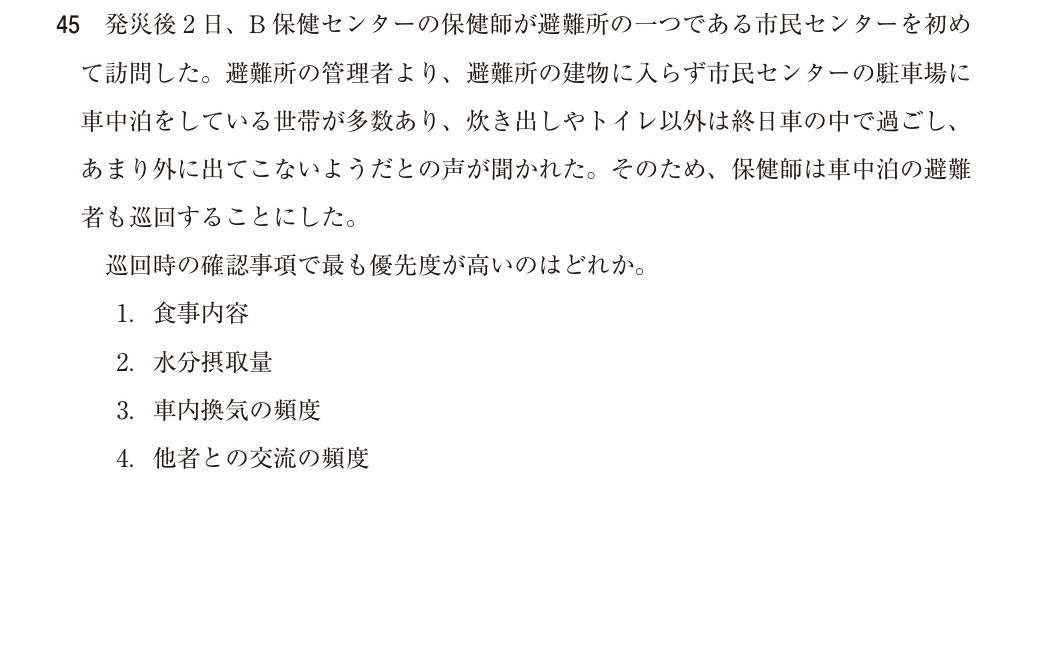 45　発災後2日、B保健センターの保健師が避難所の一つである市民センターを初め
て訪問した。避難所の管理者より、避難所の建物に入らず市民センターの駐車場に
車中泊をしている世帯が多数あり、炊き出しやトイレ以外は終日車の中で過ごし、
あまり外に出てこないようだとの声が聞かれた。そのため、保健師は車中泊の避難
者も巡回することにした。
巡回時の確認事項で最も優先度が高いのはどれか。
1. 食事内容
2. 水分摂取量
3. 車内換気の頻度
4. 他者との交流の頻度